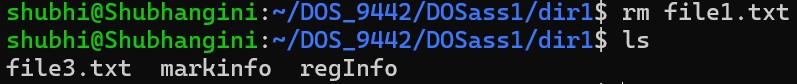 shubhi@Shubhangini:~/DOS_9442/DOSass1/dir1$ rm file1.txt
shubhi@Shubhangini:~/DOS_9442/DOSass1/dir1$ ls
file3.txt  markinfo  regInfo